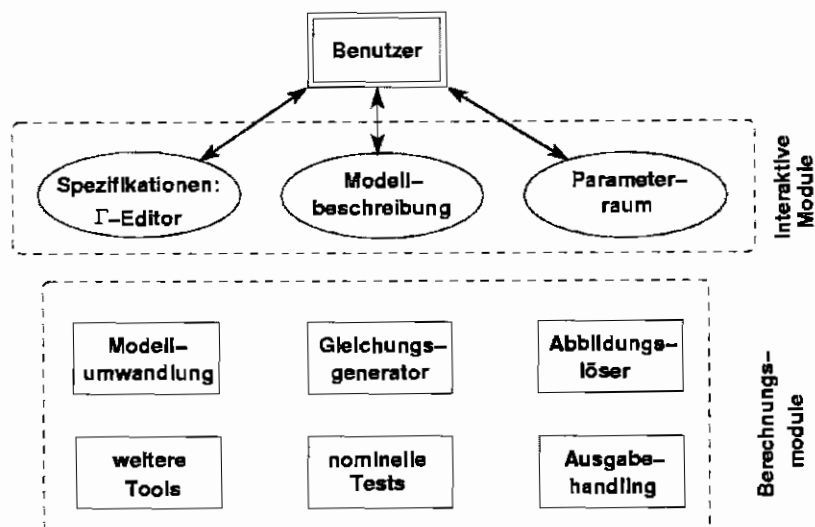 Benutzer
Spezifikationen:
Γ–Editor
Modell–
beschreibung
Parameter–
raum
Interaktive
Module
Modell–
umwandlung
Gleichungs–
generator
Abbildungs–
löser
weitere
Tools
nominelle
Tests
Ausgabe–
handling
Berechnungs–
module